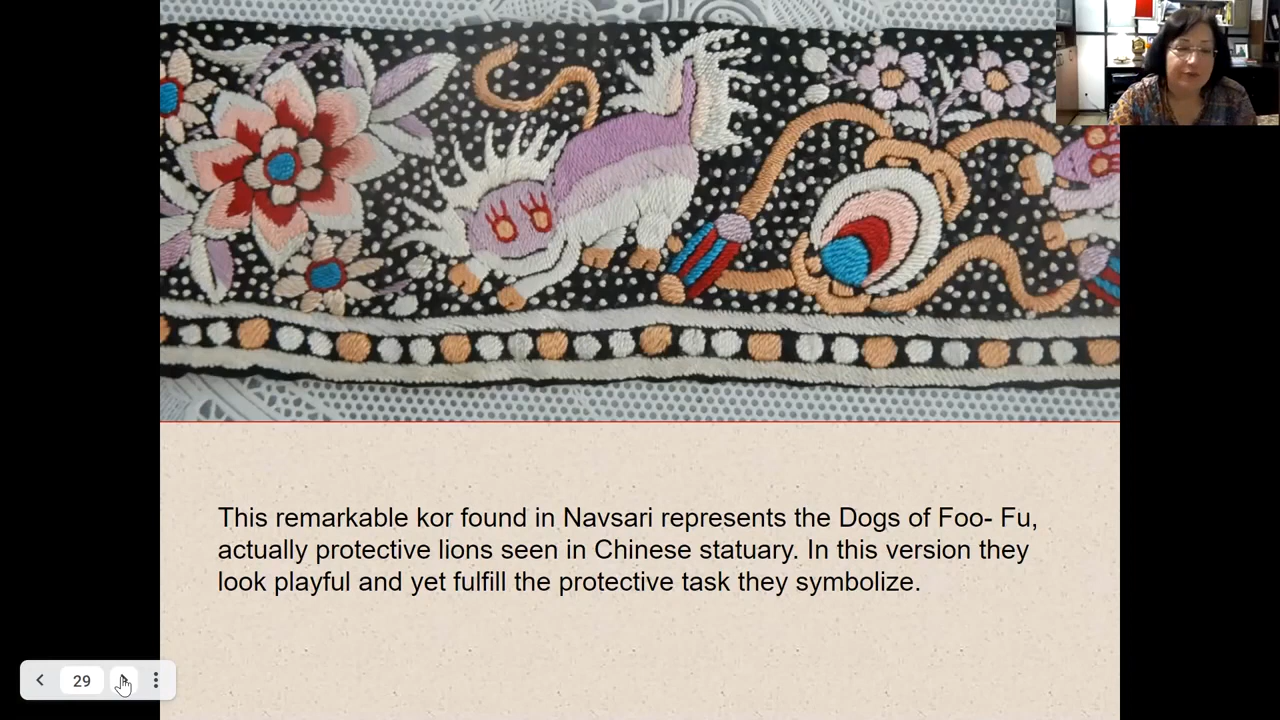 This remarkable kor found in Navsari represents the Dogs of Foo- Fu,
actually protective lions seen in Chinese statuary. In this version they
look playful and yet fulfill the protective task they symbolize.
29